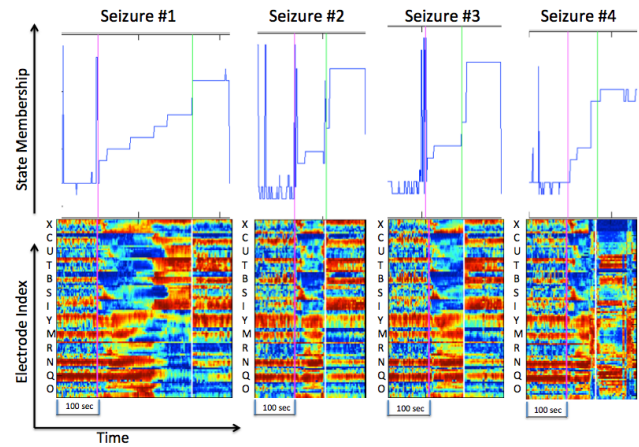 Seizure #1 Seizure #2 Seizure #3 Seizure #4
State Membership
Electrode Index
X X X X
C C C C
U U U U
T T T T
B B B B
S S S S
I I I I
Y Y Y Y
M M M M
R R R R
N N N N
Q Q Q Q
O O O O
100 sec 100 sec 100 sec 100 sec
Time